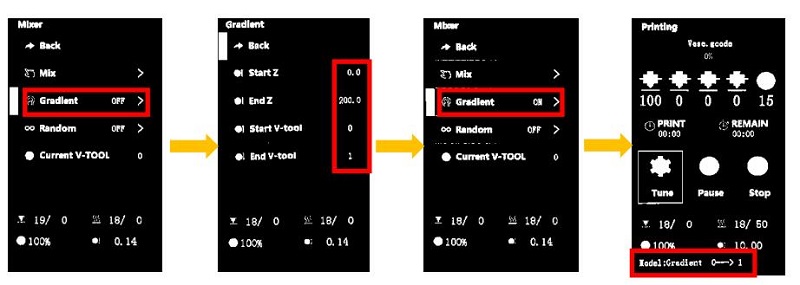 Mixer
Back
Mix
Gradient OFF
Random OFF
Current V-TOOL 0
18/ 0 18/ 0
100% 0.14
Gradient
Back
Start Z 0.0
End Z 200.0
Start V-tool 0
End V-tool 1
18/ 0 18/ 0
100% 0.14
Mixer
Back
Mix
Gradient ON
Random OFF
Current V-TOOL 0
18/ 0 18/ 0
100% 0.14
Printing
Vase.gcode
0%
100 0 0 0 15
PRINT REMAIN
00:00 00:00
Tune Pause Stop
18/ 0 18/ 50
100% 10.00
Model:Gradient 0--->1